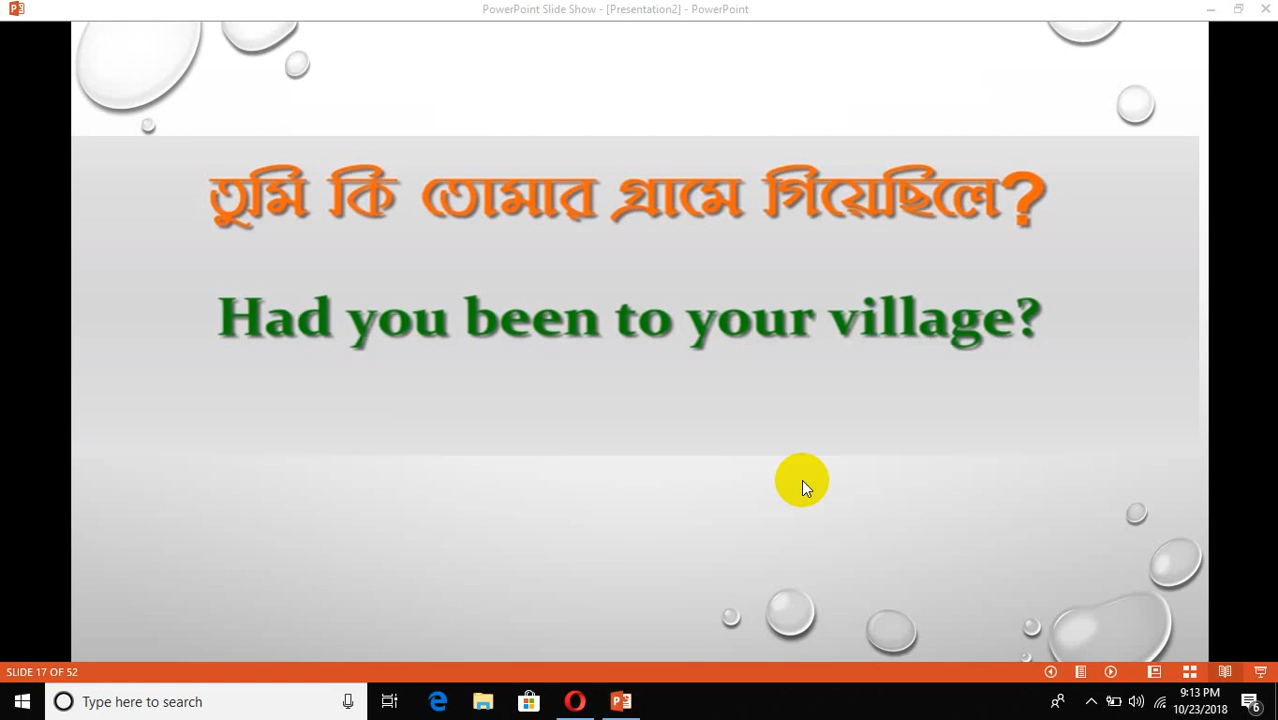 PowerPoint Slide Show - [Presentation2] - PowerPoint
তুমি কি তোমার গ্রামে গিয়েছিলে?
Had you been to your village?
SLIDE 17 OF 52
Type here to search
9:13 PM
10/23/2018
6